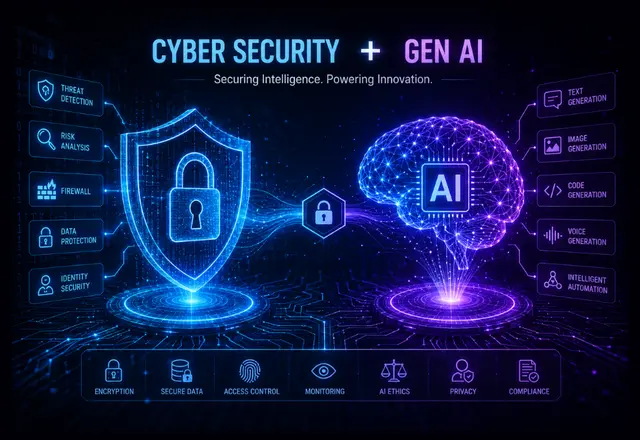 CYBER SECURITY + GEN AI
Securing Intelligence. Powering Innovation.
THREAT
DETECTION
RISK
ANALYSIS
FIREWALL
DATA
PROTECTION
IDENTITY
SECURITY
AI
TEXT
GENERATION
IMAGE
GENERATION
CODE
GENERATION
VOICE
GENERATION
INTELLIGENT
AUTOMATION
ENCRYPTION
SECURE DATA
ACCESS CONTROL
MONITORING
AI ETHICS
PRIVACY
COMPLIANCE